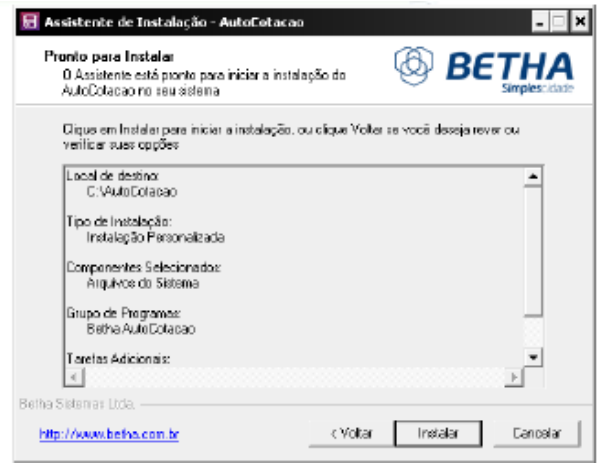 Assistente de Instalação - AutoCotacao
Pronto para Instalar
O Assistente está pronto para iniciar a instalação do
AutoCotacao no seu sistema
BETHA
Simplescidade
Clique em Instalar para iniciar a instalação, ou clique Voltar se você deseja rever ou
verificar suas opções
Local de destino:
C:\AutoCotacao
Tipo de Instalação:
Instalação Personalizada
Componentes Selecionados:
Arquivos do Sistema
Grupo de Programas:
Betha AutoCotacao
Tarefas Adicionais:
Betha Sistemas Ltda.
http://www.betha.com.br
< Voltar
Instalar
Cancelar